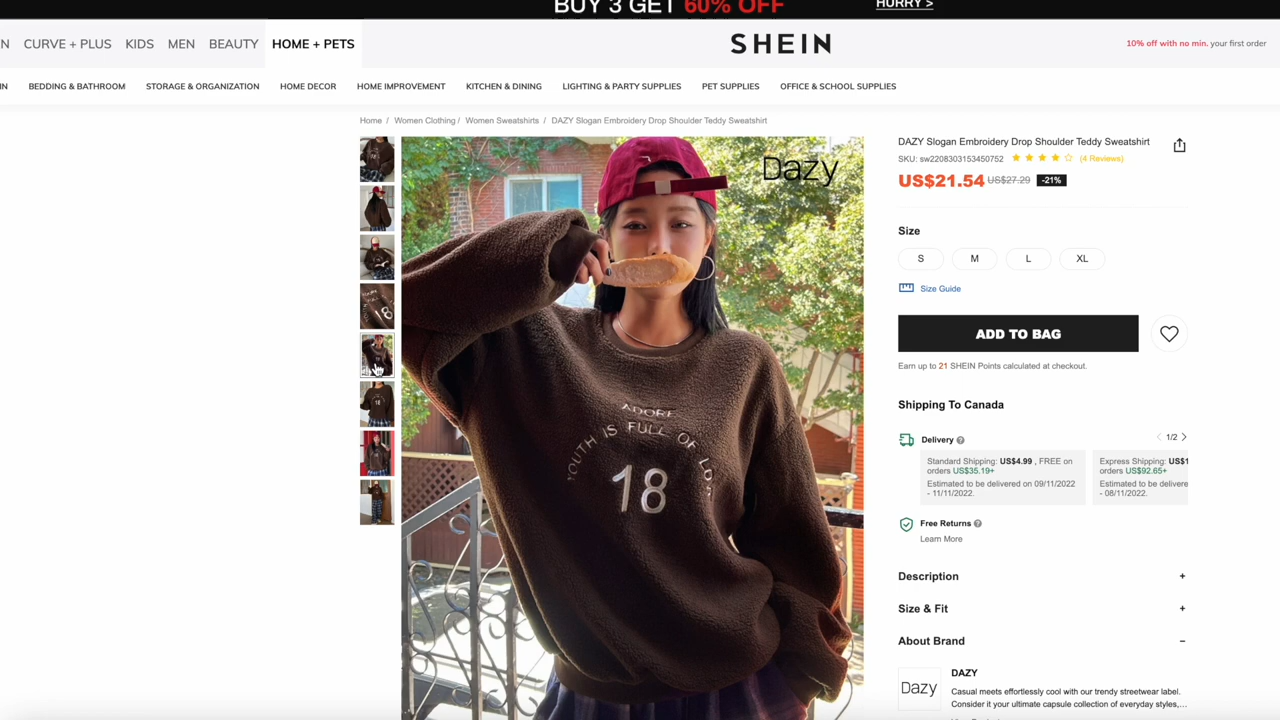 BUY 3 GET 60% OFF
HURRY >
N CURVE + PLUS KIDS MEN BEAUTY HOME + PETS
SHEIN
10% off with no min. your first order
IN BEDDING & BATHROOM STORAGE & ORGANIZATION HOME DECOR HOME IMPROVEMENT KITCHEN & DINING LIGHTING & PARTY SUPPLIES PET SUPPLIES OFFICE & SCHOOL SUPPLIES
Home / Women Clothing / Women Sweatshirts / DAZY Slogan Embroidery Drop Shoulder Teddy Sweatshirt
Dazy
ADORE
YOUTH IS FULL OF
18
DAZY Slogan Embroidery Drop Shoulder Teddy Sweatshirt
SKU: sw2208303153450752 (4 Reviews)
US$21.54 US$27.29 -21%
Size
S M L XL
Size Guide
ADD TO BAG
Earn up to 21 SHEIN Points calculated at checkout.
Shipping To Canada
Delivery ? < 1/2 >
Standard Shipping: US$4.99 , FREE on
orders US$35.19+
Estimated to be delivered on 09/11/2022
- 11/11/2022.
Express Shipping: US$1
orders US$92.65+
Estimated to be delivere
- 08/11/2022.
Free Returns ?
Learn More
Description +
Size & Fit +
About Brand −
Dazy
DAZY
Casual meets effortlessly cool with our trendy streetwear label.
Consider it your ultimate capsule collection of everyday styles,...